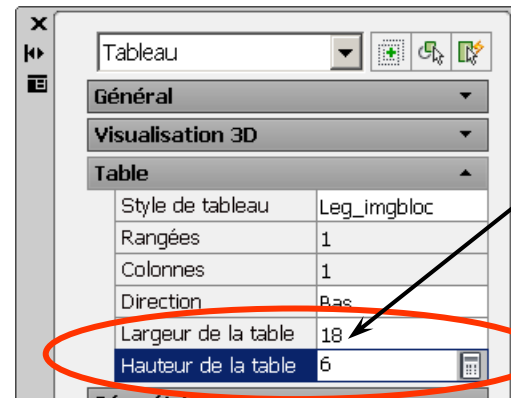 Tableau
Général
Visualisation 3D
Table
Style de tableau Leg_imgbloc
Rangées 1
Colonnes 1
Direction Bas
Largeur de la table 18
Hauteur de la table 6